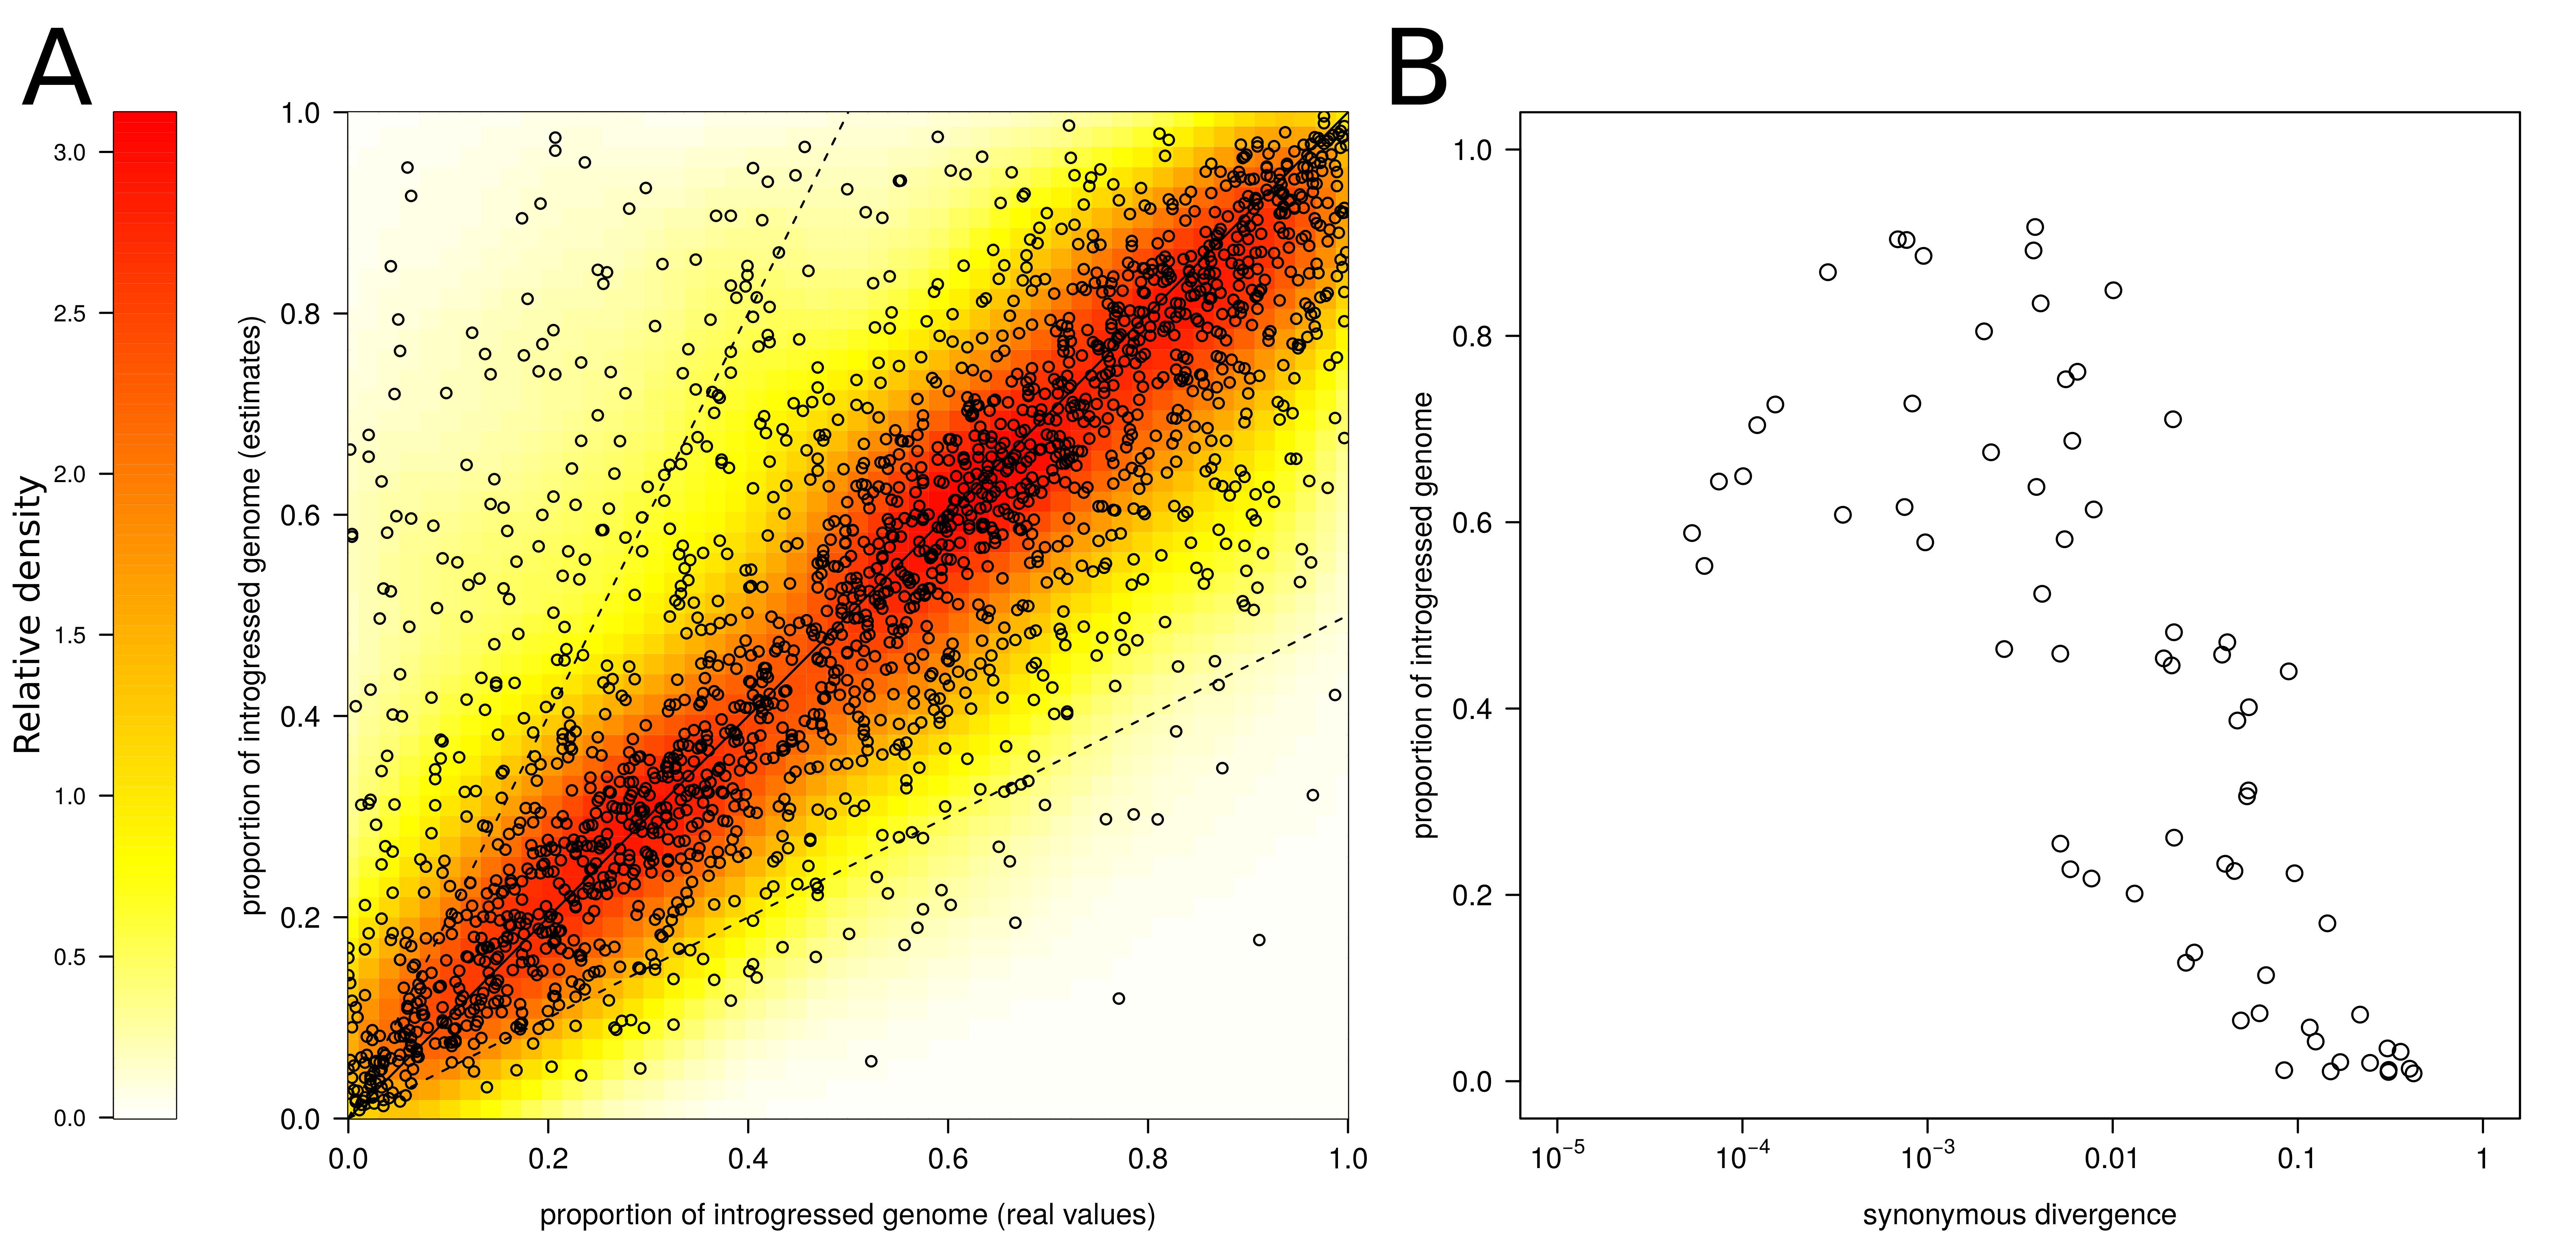 A
B
Relative density
3.0
2.5
2.0
1.5
1.0
0.5
0.0
proportion of introgressed genome (estimates)
1.0
0.8
0.6
0.4
0.2
0.0
0.0 0.2 0.4 0.6 0.8 1.0
proportion of introgressed genome (real values)
proportion of introgressed genome
1.0
0.8
0.6
0.4
0.2
0.0
10⁻⁵ 10⁻⁴ 10⁻³ 0.01 0.1 1
synonymous divergence